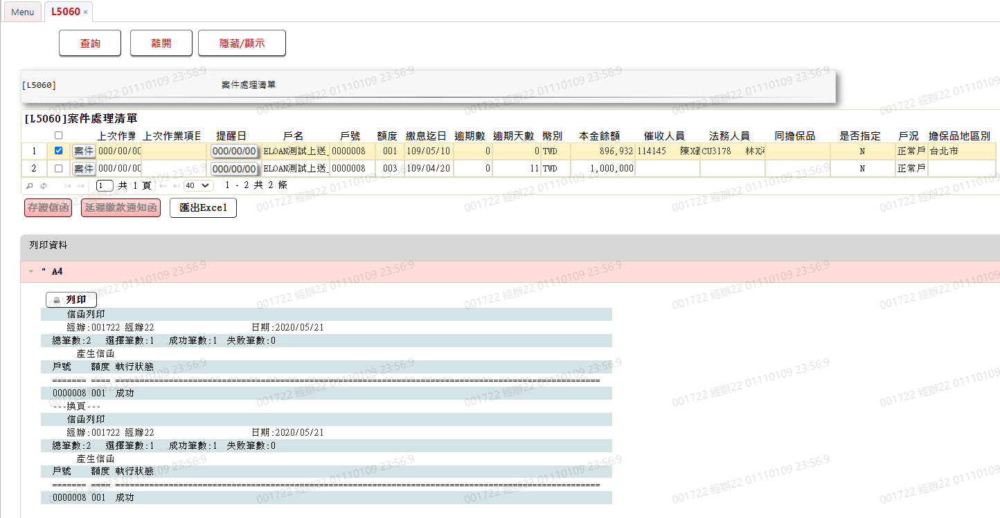 Menu L5060 ×
查詢 離開 隱藏/顯示
[L5060] 案件處理清單
[L5060]案件處理清單
上次作業 上次作業項目 提醒日 戶名 戶號 額度 繳息迄日 逾期數 逾期天數 幣別 本金餘額 催收人員 法務人員 同擔保品 是否指定 戶況 擔保品地區別
1 案件 000/00/00 000/00/00 ELOAN測試上送_ 0000008 001 109/05/10 0 0 TWD 896,932 114145 陳X建 CU3178 林X N 正常戶 台北市
2 案件 000/00/00 000/00/00 ELOAN測試上送_ 0000008 003 109/04/20 0 11 TWD 1,000,000 N 正常戶
1 共 1 頁 40 1 - 2 共 2 條
存證信函 延遲繳款通知函 匯出Excel
列印資料
" A4
列印
信函列印
經辦:001722 經辦22 日期:2020/05/21
總筆數:2 選擇筆數:1 成功筆數:1 失敗筆數:0
產生信函
戶號 額度 執行狀態
======= ==== ====================================================================================================
0000008 001 成功
---換頁---
信函列印
經辦:001722 經辦22 日期:2020/05/21
總筆數:2 選擇筆數:1 成功筆數:1 失敗筆數:0
產生信函
戶號 額度 執行狀態
======= ==== ====================================================================================================
0000008 001 成功
001722 經辦22 01110109 23:56:9